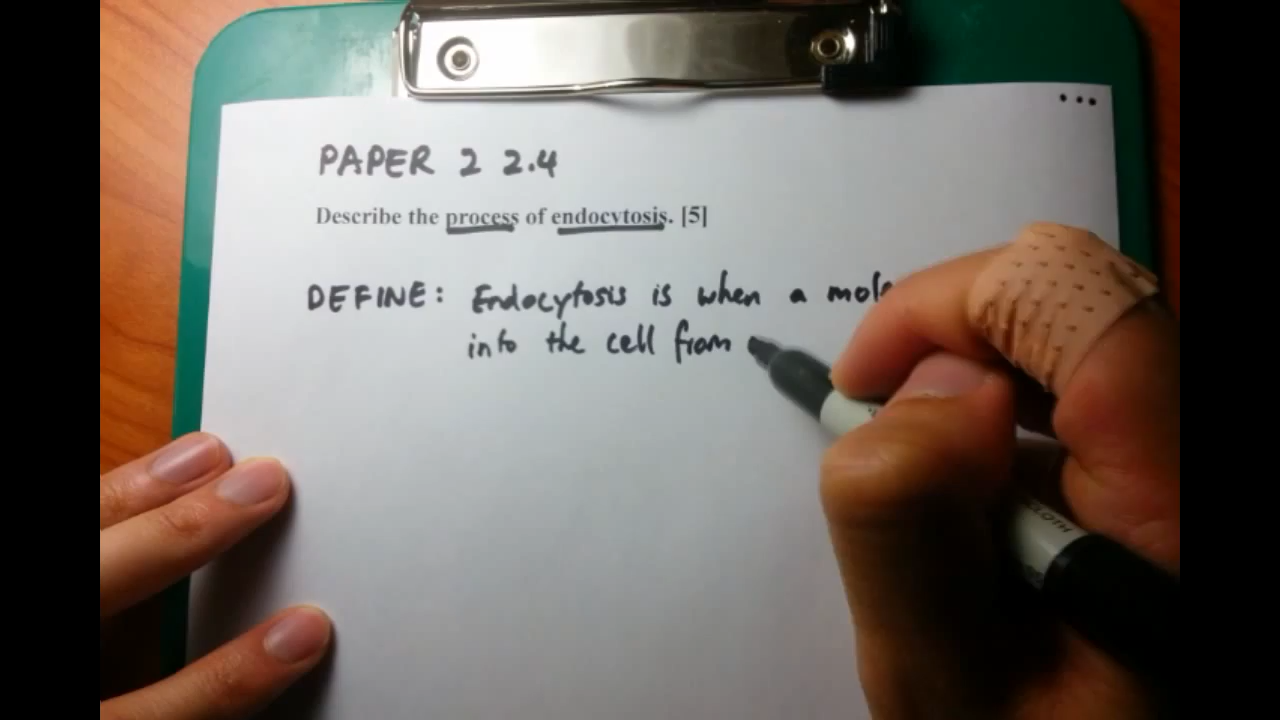 PAPER 2 2.4
Describe the process of endocytosis. [5]
DEFINE: Endocytosis is when a
into the cell from